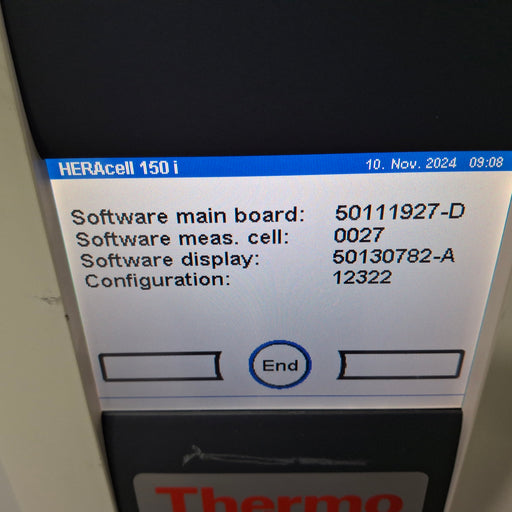 HERAcell 150 i 10. Nov. 2024 09:08
Software main board: 50111927-D
Software meas. cell: 0027
Software display: 50130782-A
Configuration: 12322
End
Thermo